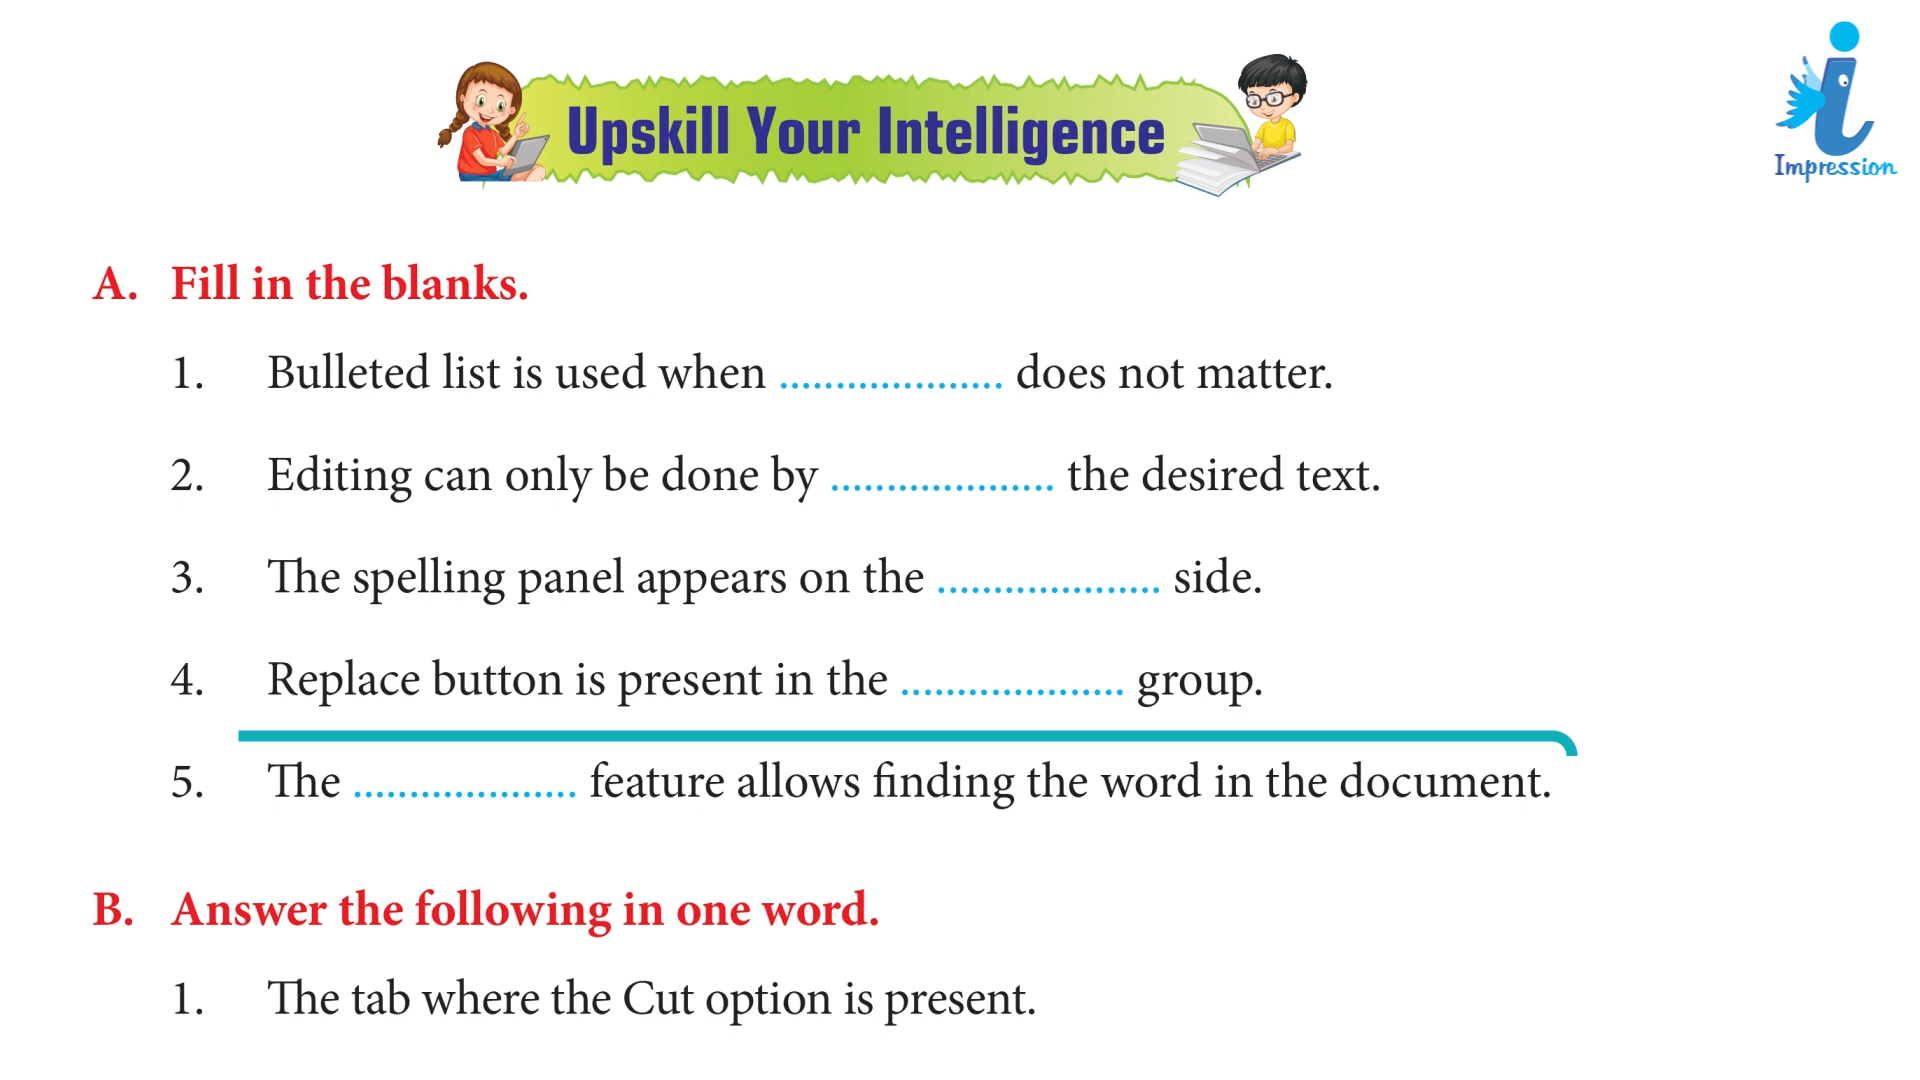 Upskill Your Intelligence
Impression
A. Fill in the blanks.
1. Bulleted list is used when .................... does not matter.
2. Editing can only be done by .................... the desired text.
3. The spelling panel appears on the .................... side.
4. Replace button is present in the .................... group.
5. The .................... feature allows finding the word in the document.
B. Answer the following in one word.
1. The tab where the Cut option is present.